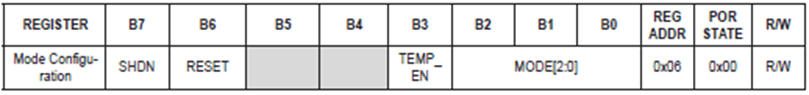 REGISTER B7 B6 B5 B4 B3 B2 B1 B0 REG ADDR POR STATE R/W
Mode Configu-
ration SHDN RESET TEMP_
EN MODE[2:0] 0x06 0x00 R/W